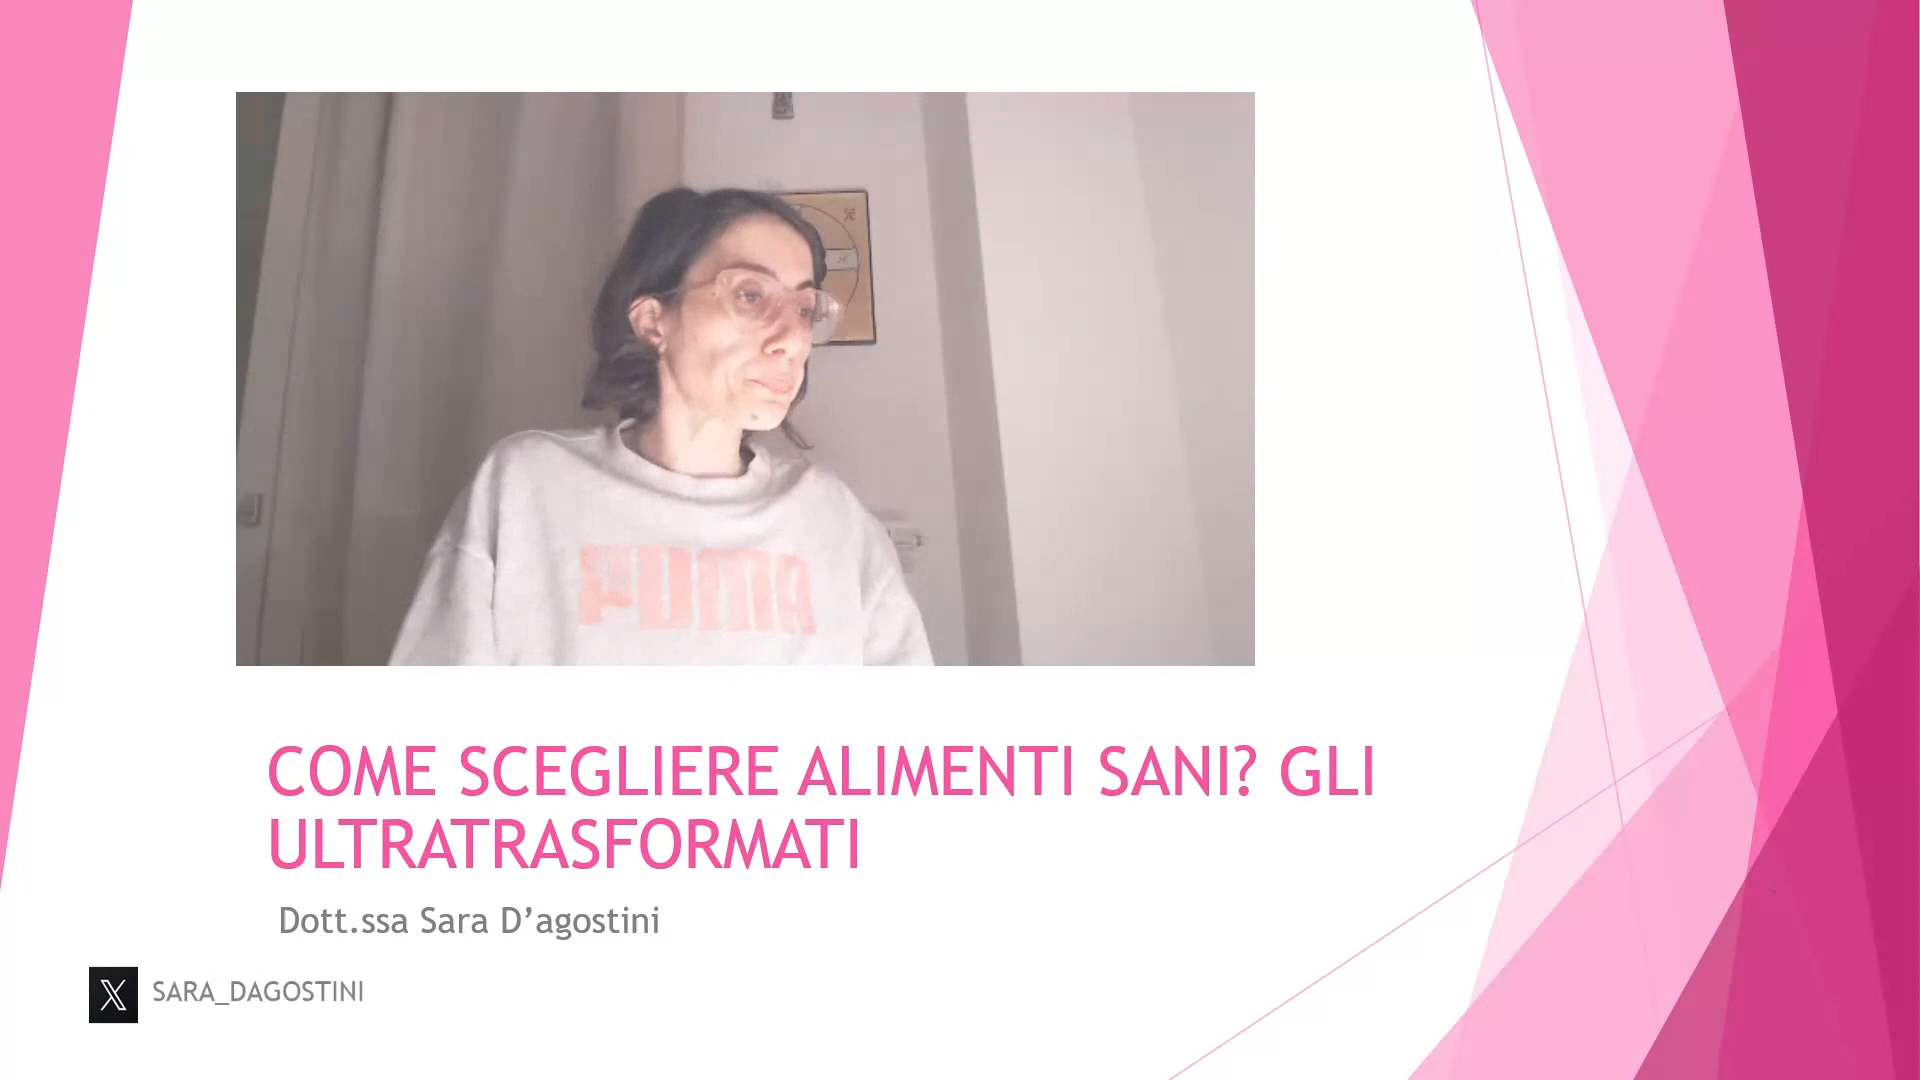 PUMA
COME SCEGLIERE ALIMENTI SANI? GLI
ULTRATRASFORMATI
Dott.ssa Sara D’agostini
X SARA_DAGOSTINI